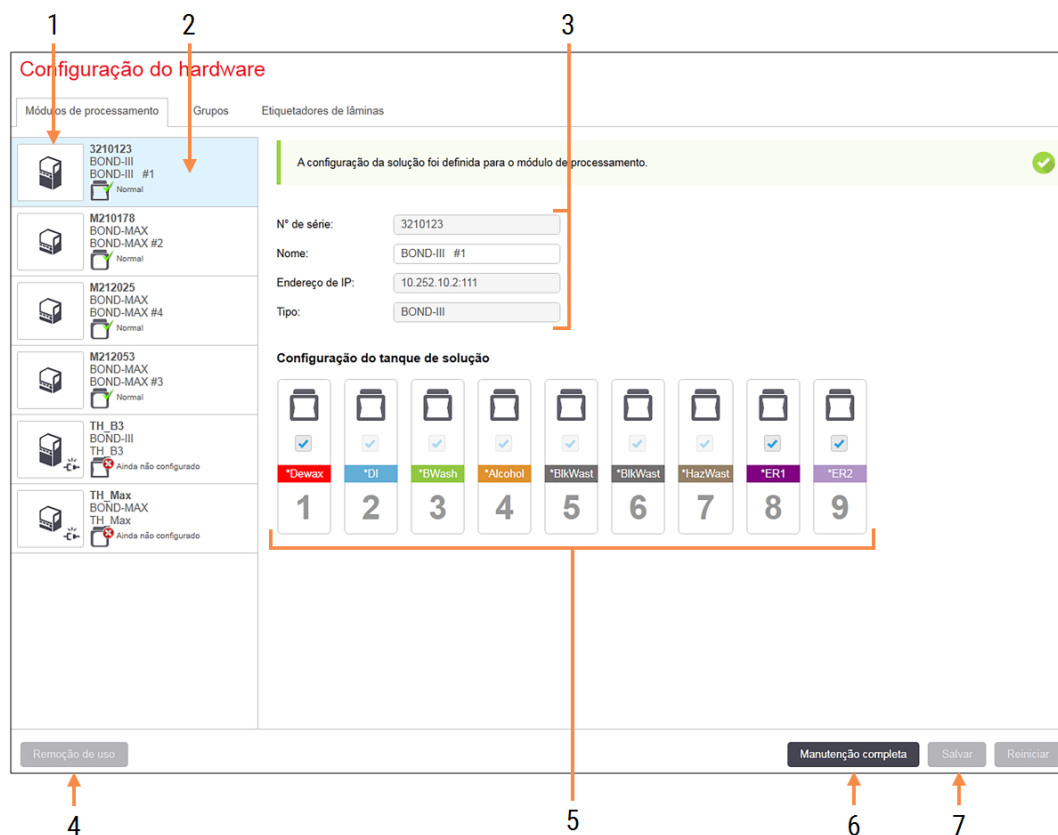 1 2 3
Configuração do hardware
Módulos de processamento Grupos Etiquetadores de lâminas
3210123
BOND-III
BOND-III #1
Normal
M210178
BOND-MAX
BOND-MAX #2
Normal
M212025
BOND-MAX
BOND-MAX #4
Normal
M212053
BOND-MAX
BOND-MAX #3
Normal
TH_B3
BOND-III
TH_B3
Ainda não configurado
TH_Max
BOND-MAX
TH_Max
Ainda não configurado
A configuração da solução foi definida para o módulo de processamento.
N° de série: 3210123
Nome: BOND-III #1
Endereço de IP: 10.252.10.2:111
Tipo: BOND-III
Configuração do tanque de solução
*Dewax *DI *BWash *Alcohol *BlkWast *BlkWast *HazWast *ER1 *ER2
1 2 3 4 5 6 7 8 9
Remoção de uso Manutenção completa Salvar Reiniciar
4 5 6 7